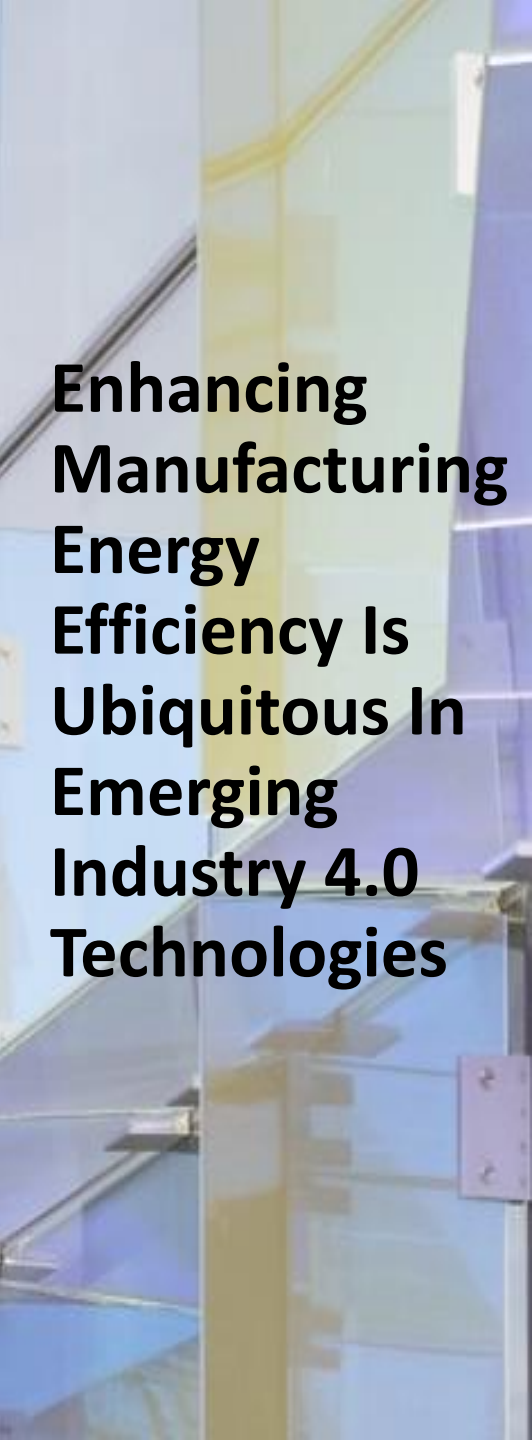 Enhancing
Manufacturing
Energy
Efficiency Is
Ubiquitous In
Emerging
Industry 4.0
Technologies